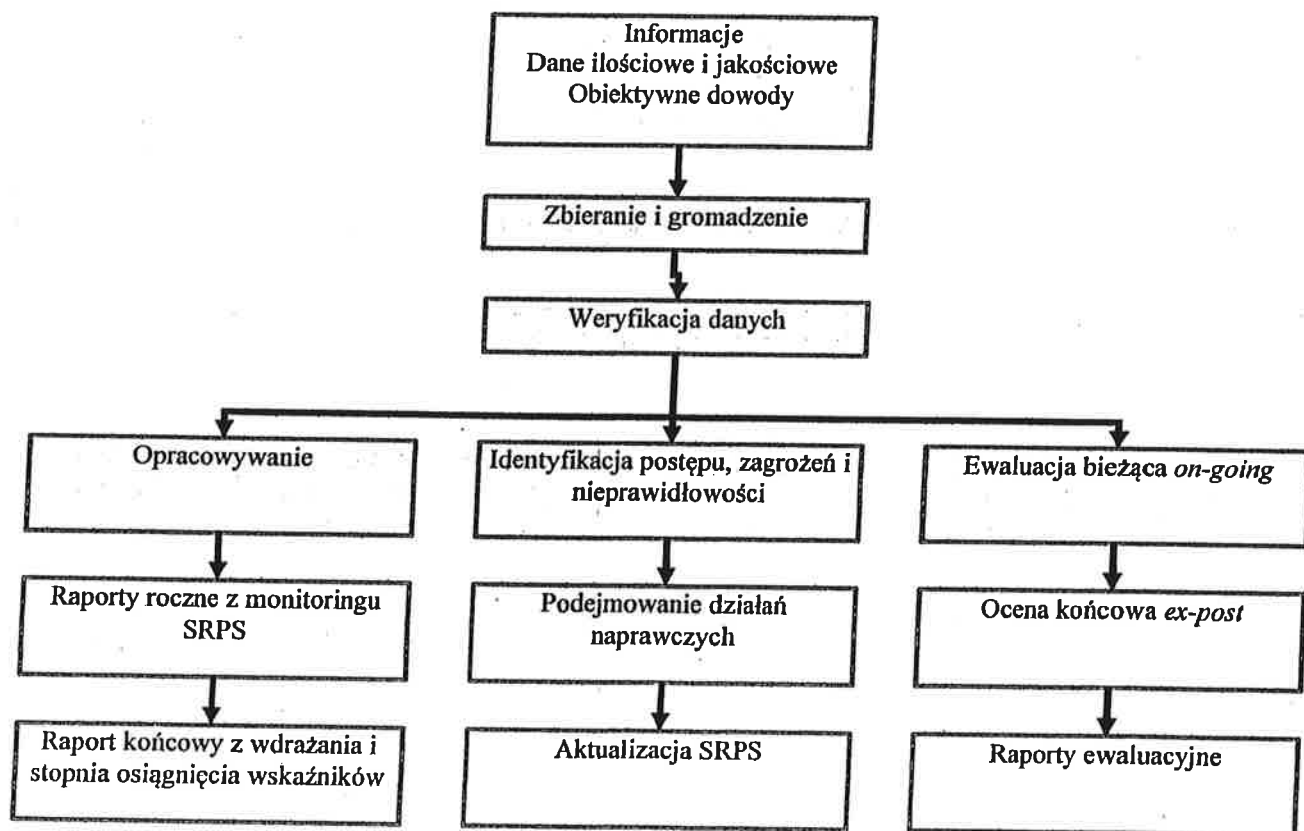 Informacje
Dane ilościowe i jakościowe
Obiektywne dowody
Zbieranie i gromadzenie
Weryfikacja danych
Opracowywanie
Identyfikacja postępu, zagrożeń i
nieprawidłowości
Ewaluacja bieżąca on-going
Raporty roczne z monitoringu
SRPS
Podejmowanie działań
naprawczych
Ocena końcowa ex-post
Raport końcowy z wdrażania i
stopnia osiągnięcia wskaźników
Aktualizacja SRPS
Raporty ewaluacyjne